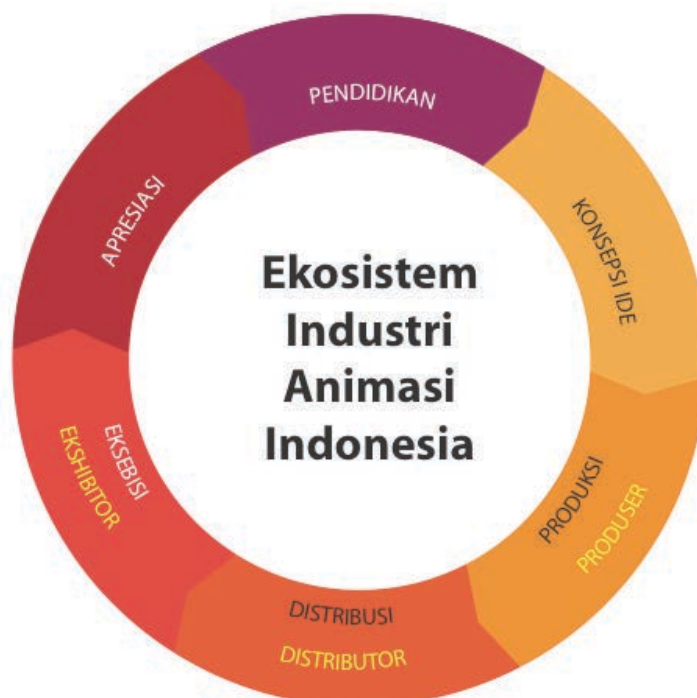 Ekosistem
Industri
Animasi
Indonesia
PENDIDIKAN
KONSEPSI IDE
PRODUKSI
PRODUSER
DISTRIBUSI
DISTRIBUTOR
EKSEBISI
EKSHIBITOR
APRESIASI